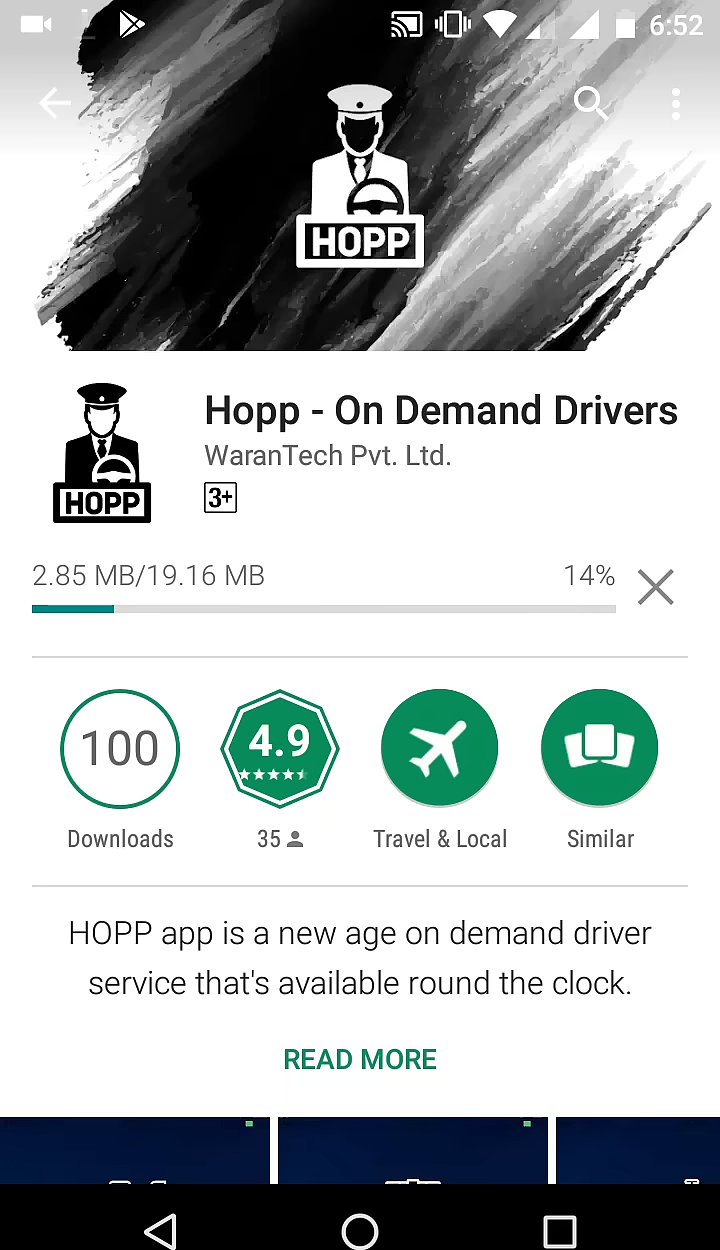 6:52
HOPP
Hopp - On Demand Drivers
WaranTech Pvt. Ltd.
HOPP
3+
2.85 MB/19.16 MB 14%
100 4.9
Downloads 35 Travel & Local Similar
HOPP app is a new age on demand driver
service that's available round the clock.
READ MORE